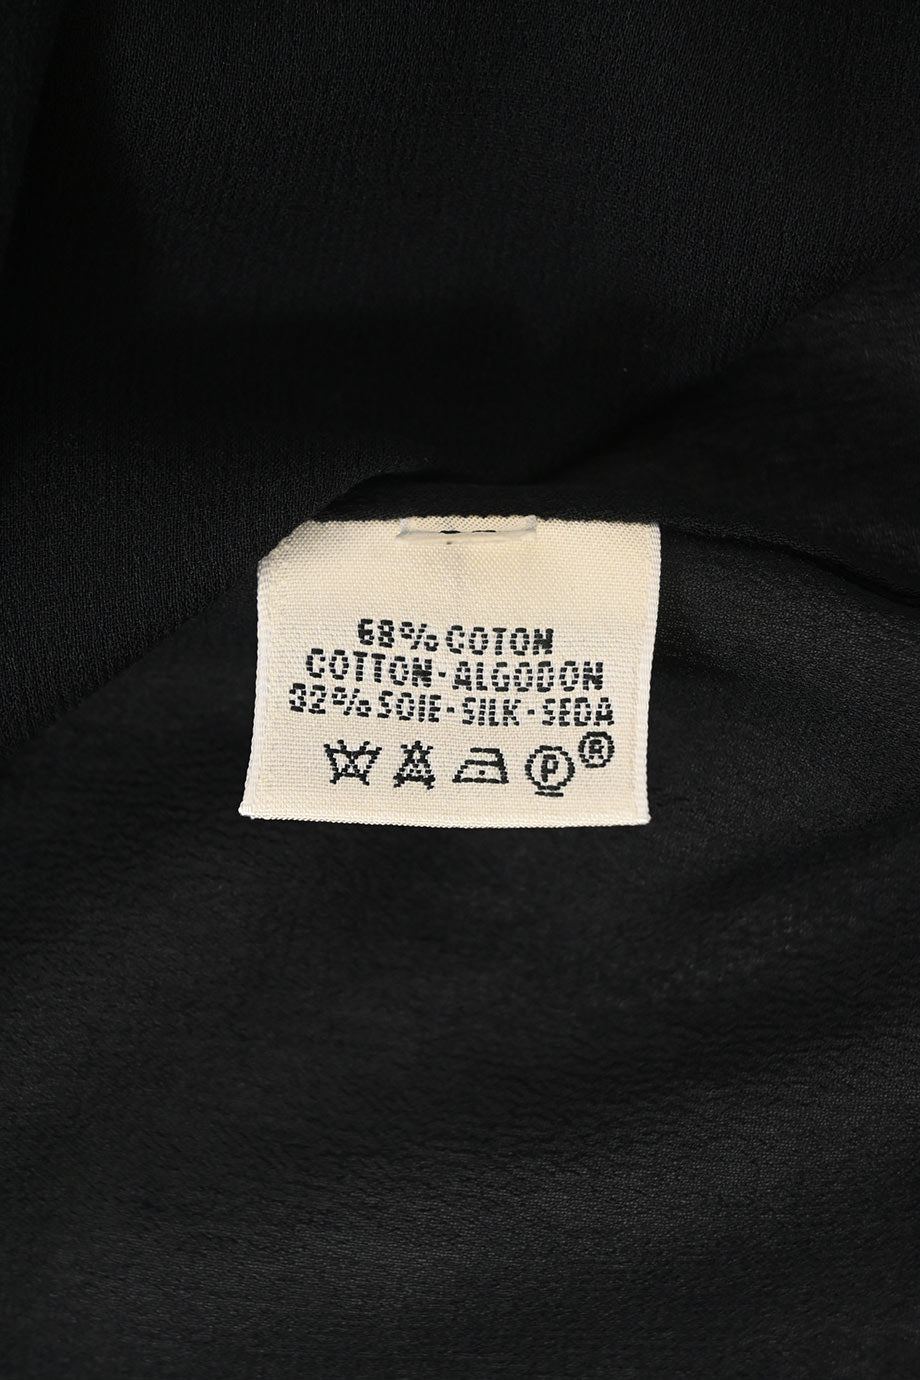 68% COTON
COTTON-ALGODON
32% SOIE-SILK-SEDA
P ®